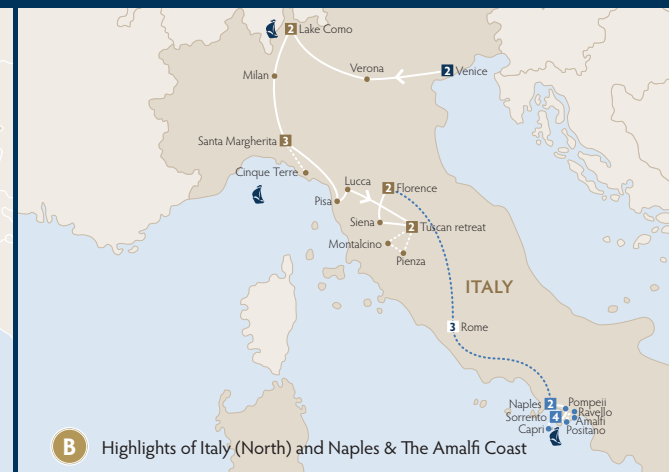 2 Lake Como
Verona
2 Venice
Milan
Santa Margherita 3
Cinque Terre
Lucca
2 Florence
Pisa
Siena
2 Tuscan retreat
Montalcino
Pienza
ITALY
3 Rome
Naples 2 Pompeii
Ravello
Sorrento 4
Amalfi
Capri
Positano
B Highlights of Italy (North) and Naples & The Amalfi Coast